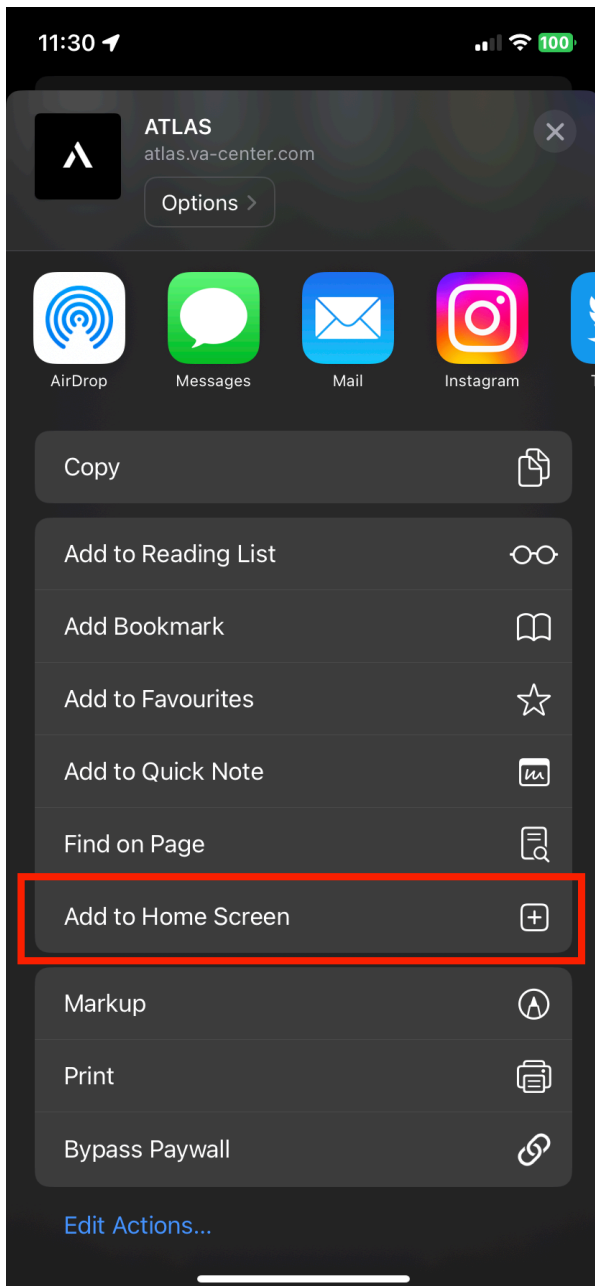 11:30
100
ATLAS
atlas.va-center.com
Options
AirDrop
Messages
Mail
Instagram
Copy
Add to Reading List
Add Bookmark
Add to Favourites
Add to Quick Note
Find on Page
Add to Home Screen
Markup
Print
Bypass Paywall
Edit Actions...